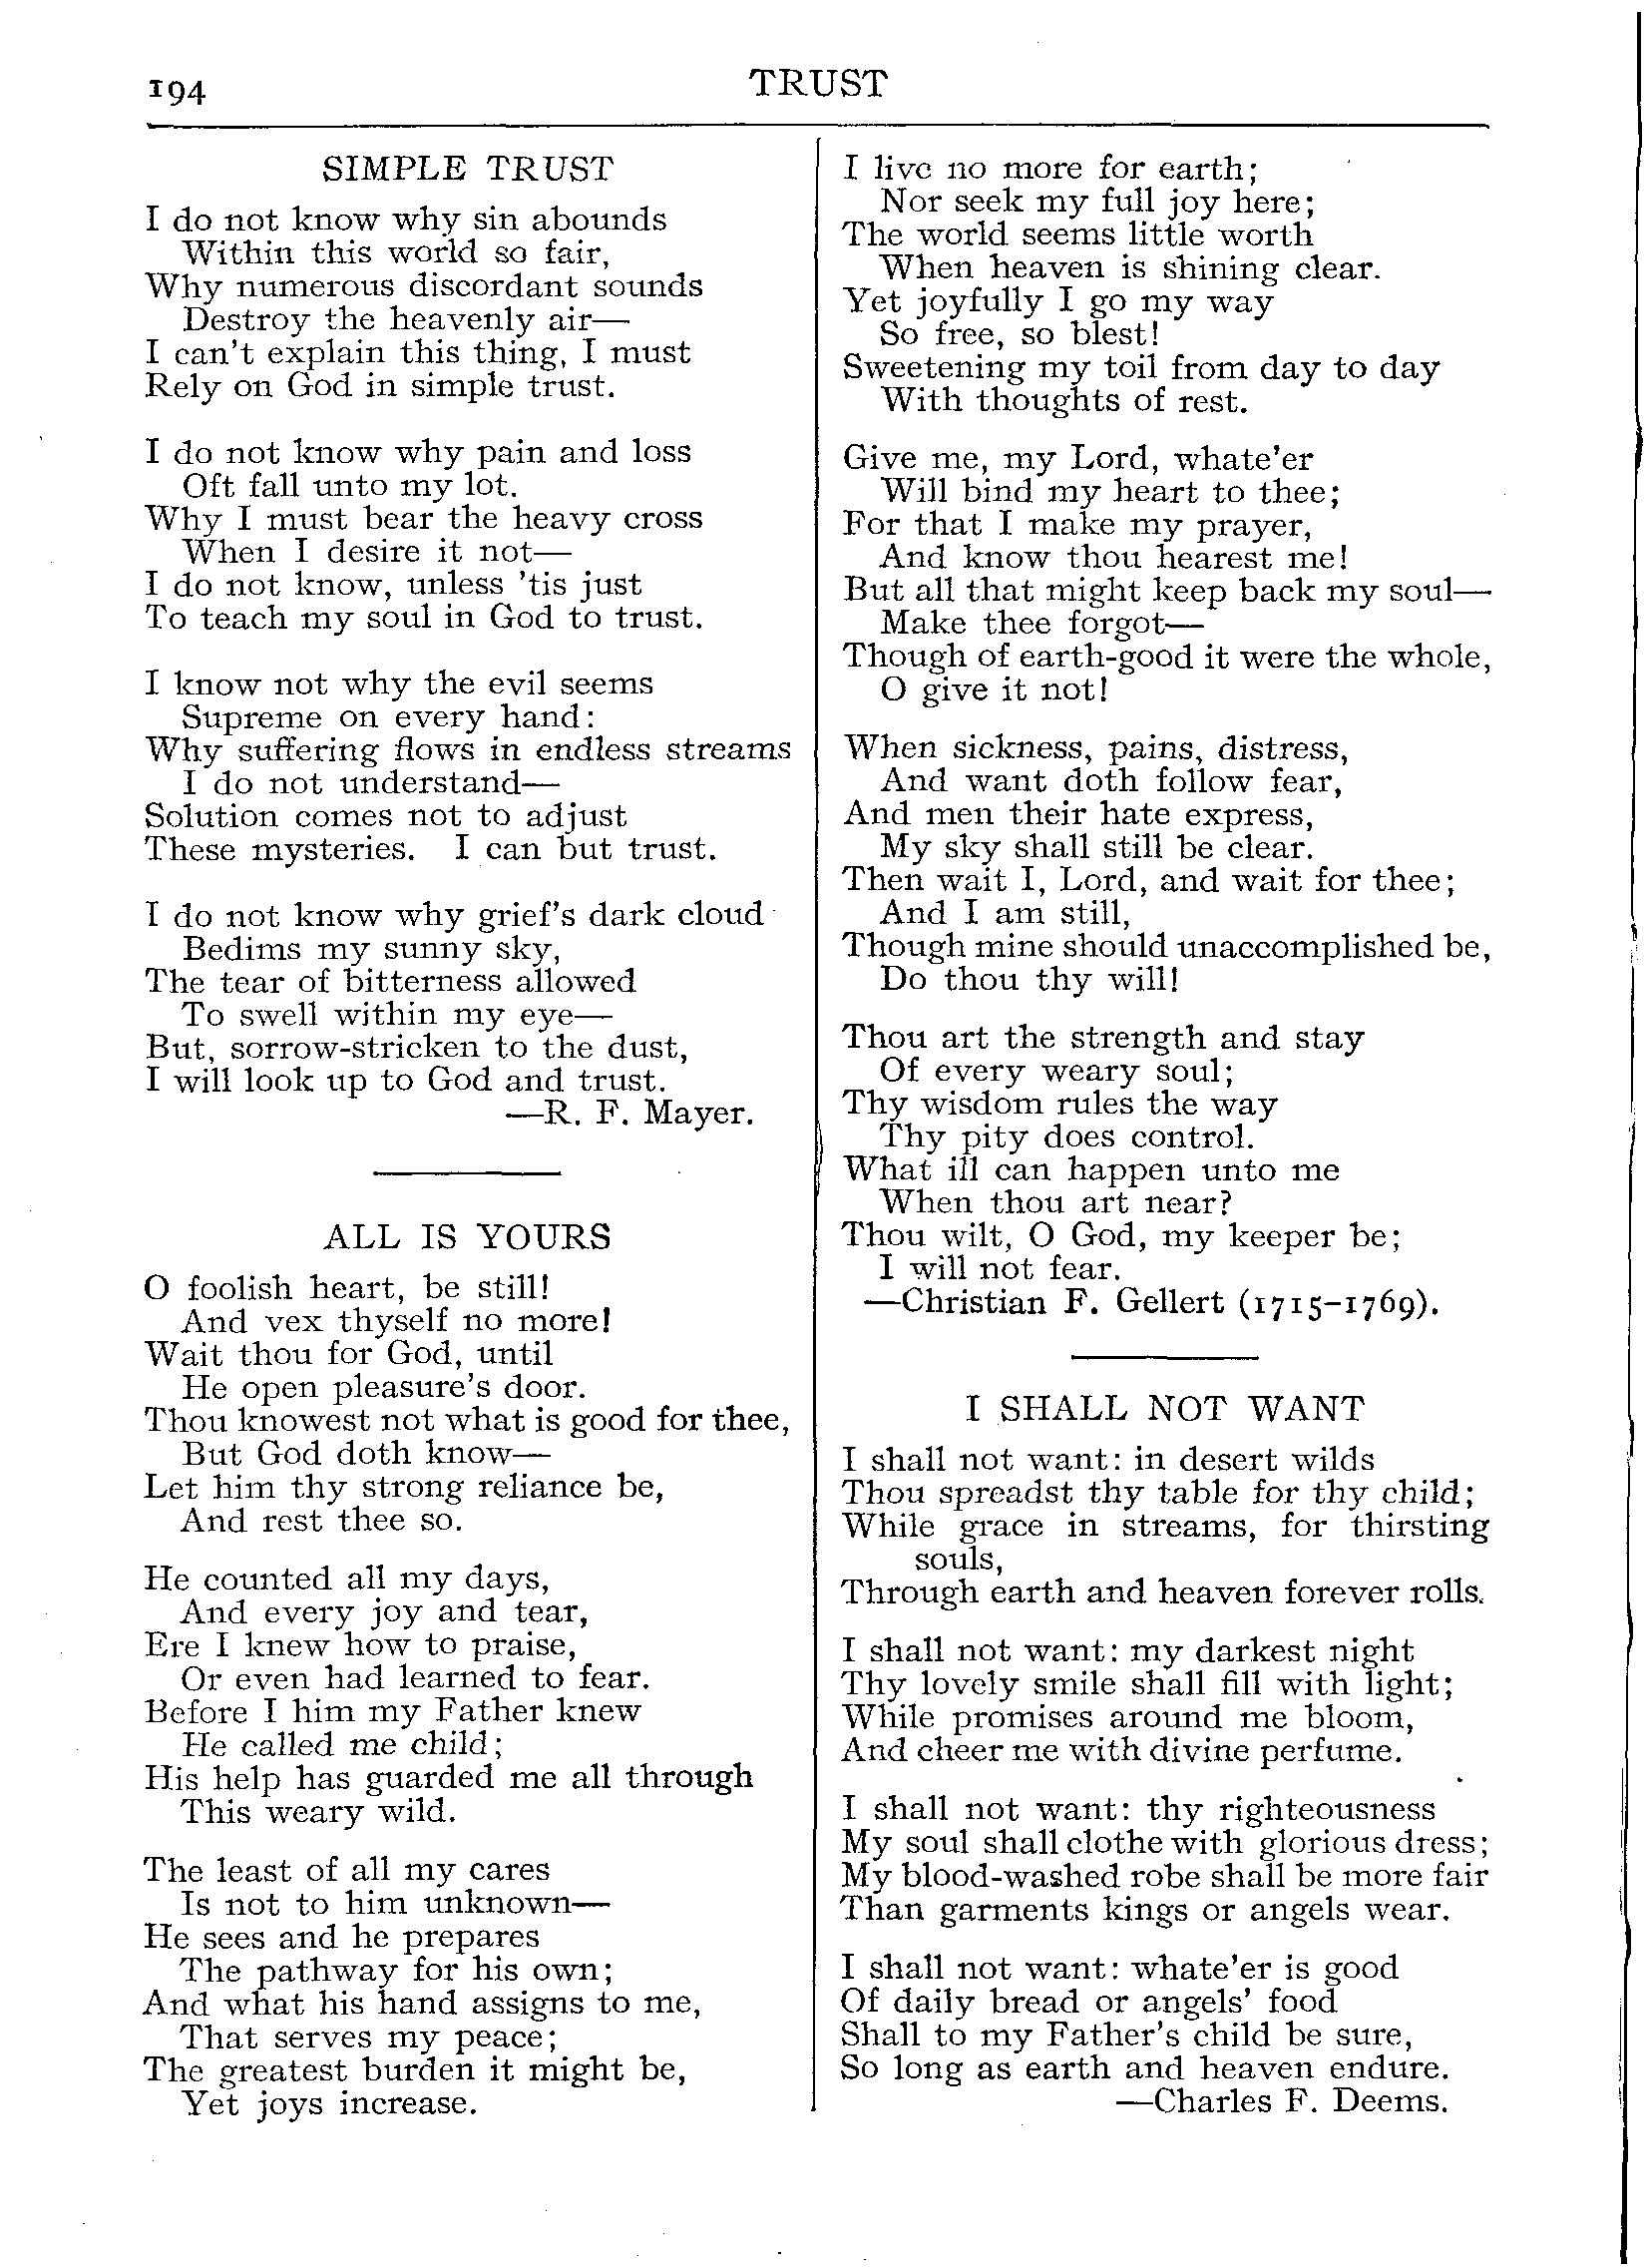 194
TRUST
SIMPLE TRUST
I do not know why sin abounds
Within this world so fair,
Why numerous discordant sounds
Destroy the heavenly air—
I can't explain this thing, I must
Rely on God in simple trust.
I do not know why pain and loss
Oft fall unto my lot.
Why I must bear the heavy cross
When I desire it not—
I do not know, unless 'tis just
To teach my soul in God to trust.
I know not why the evil seems
Supreme on every hand:
Why suffering flows in endless streams
I do not understand—
Solution comes not to adjust
These mysteries. I can but trust.
I do not know why grief's dark cloud
Bedims my sunny sky,
The tear of bitterness allowed
To swell within my eye—
But, sorrow-stricken to the dust,
I will look up to God and trust.
—R. F. Mayer.
ALL IS YOURS
O foolish heart, be still!
And vex thyself no more!
Wait thou for God, until
He open pleasure's door.
Thou knowest not what is good for thee,
But God doth know—
Let him thy strong reliance be,
And rest thee so.
He counted all my days,
And every joy and tear,
Ere I knew how to praise,
Or even had learned to fear.
Before I him my Father knew
He called me child;
His help has guarded me all through
This weary wild.
The least of all my cares
Is not to him unknown—
He sees and he prepares
The pathway for his own;
And what his hand assigns to me,
That serves my peace;
The greatest burden it might be,
Yet joys increase.
I live no more for earth;
Nor seek my full joy here;
The world seems little worth
When heaven is shining clear.
Yet joyfully I go my way
So free, so blest!
Sweetening my toil from day to day
With thoughts of rest.
Give me, my Lord, whate'er
Will bind my heart to thee;
For that I make my prayer,
And know thou hearest me!
But all that might keep back my soul—
Make thee forgot—
Though of earth-good it were the whole,
O give it not!
When sickness, pains, distress,
And want doth follow fear,
And men their hate express,
My sky shall still be clear.
Then wait I, Lord, and wait for thee;
And I am still,
Though mine should unaccomplished be,
Do thou thy will!
Thou art the strength and stay
Of every weary soul;
Thy wisdom rules the way
Thy pity does control.
What ill can happen unto me
When thou art near?
Thou wilt, O God, my keeper be;
I will not fear.
—Christian F. Gellert (1715–1769).
I SHALL NOT WANT
I shall not want: in desert wilds
Thou spreadst thy table for thy child;
While grace in streams, for thirsting
souls,
Through earth and heaven forever rolls.
I shall not want: my darkest night
Thy lovely smile shall fill with light;
While promises around me bloom,
And cheer me with divine perfume.
I shall not want: thy righteousness
My soul shall clothe with glorious dress;
My blood-washed robe shall be more fair
Than garments kings or angels wear.
I shall not want: whate'er is good
Of daily bread or angels' food
Shall to my Father's child be sure,
So long as earth and heaven endure.
—Charles F. Deems.